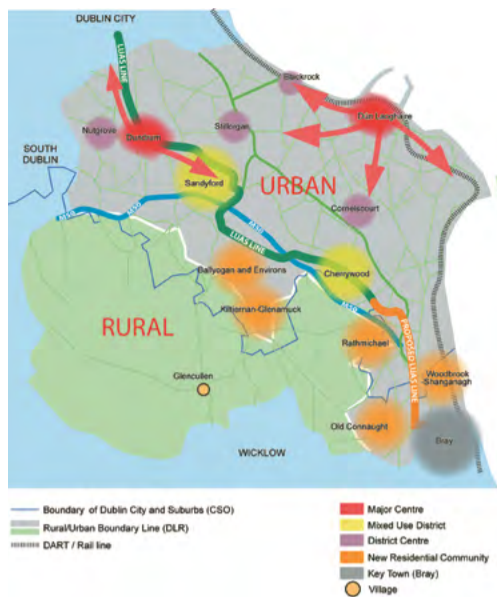 DUBLIN CITY
LUAS LINE
Blackrock
Dun Laoghaire
Nutgrove
Dundrum
Stillorgan
SOUTH
DUBLIN
Sandyford
URBAN
M50
M50
Cornelscourt
M50
LUAS LINE
Ballyogan and Environs
Cherrywood
Kiltiernan-Glenamuck
M50
RURAL
Rathmichael
PROPOSED LUAS LINE
Woodbrook
-Shanganagh
Glencullen
Old Connaught
WICKLOW
Bray
Boundary of Dublin City and Suburbs (CSO)
Rural/Urban Boundary Line (DLR)
DART / Rail line
Major Centre
Mixed Use District
District Centre
New Residential Community
Key Town (Bray)
Village